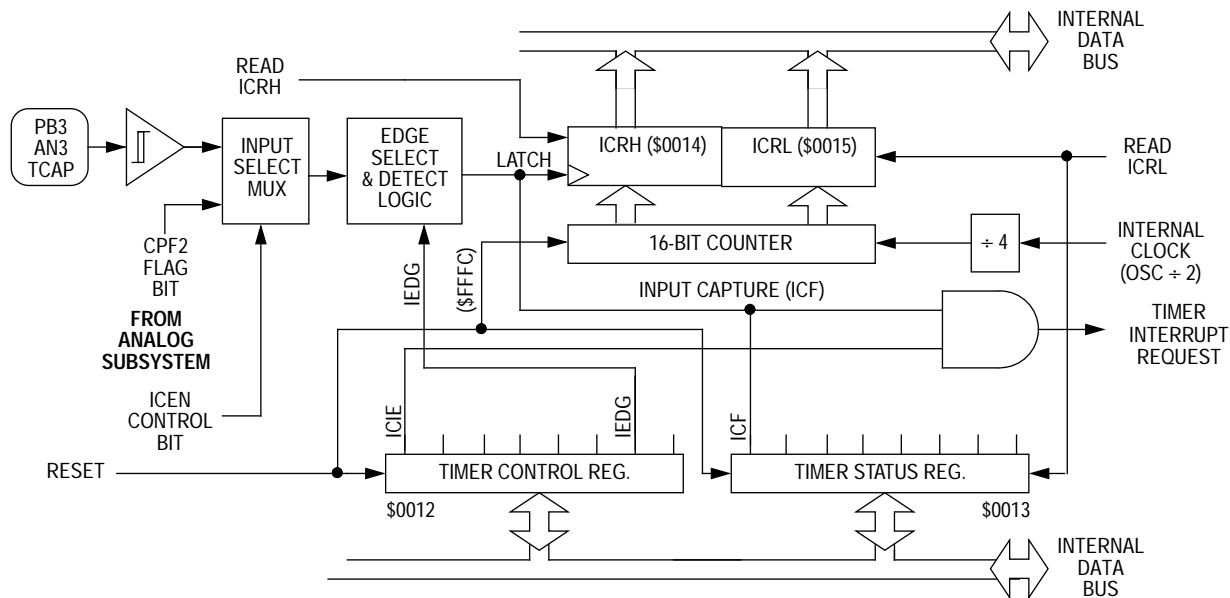 INTERNAL
DATA
BUS
READ
ICRH
PB3
AN3
TCAP
INPUT
SELECT
MUX
EDGE
SELECT
& DETECT
LOGIC
LATCH
ICRH ($0014)
ICRL ($0015)
READ
ICRL
CPF2
FLAG
BIT
FROM
ANALOG
SUBSYSTEM
ICEN
CONTROL
BIT
IEDG
($FFFC)
16-BIT COUNTER
÷ 4
INTERNAL
CLOCK
(OSC ÷ 2)
INPUT CAPTURE (ICF)
TIMER
INTERRUPT
REQUEST
ICIE
IEDG
ICF
RESET
TIMER CONTROL REG.
TIMER STATUS REG.
$0012
$0013
INTERNAL
DATA
BUS